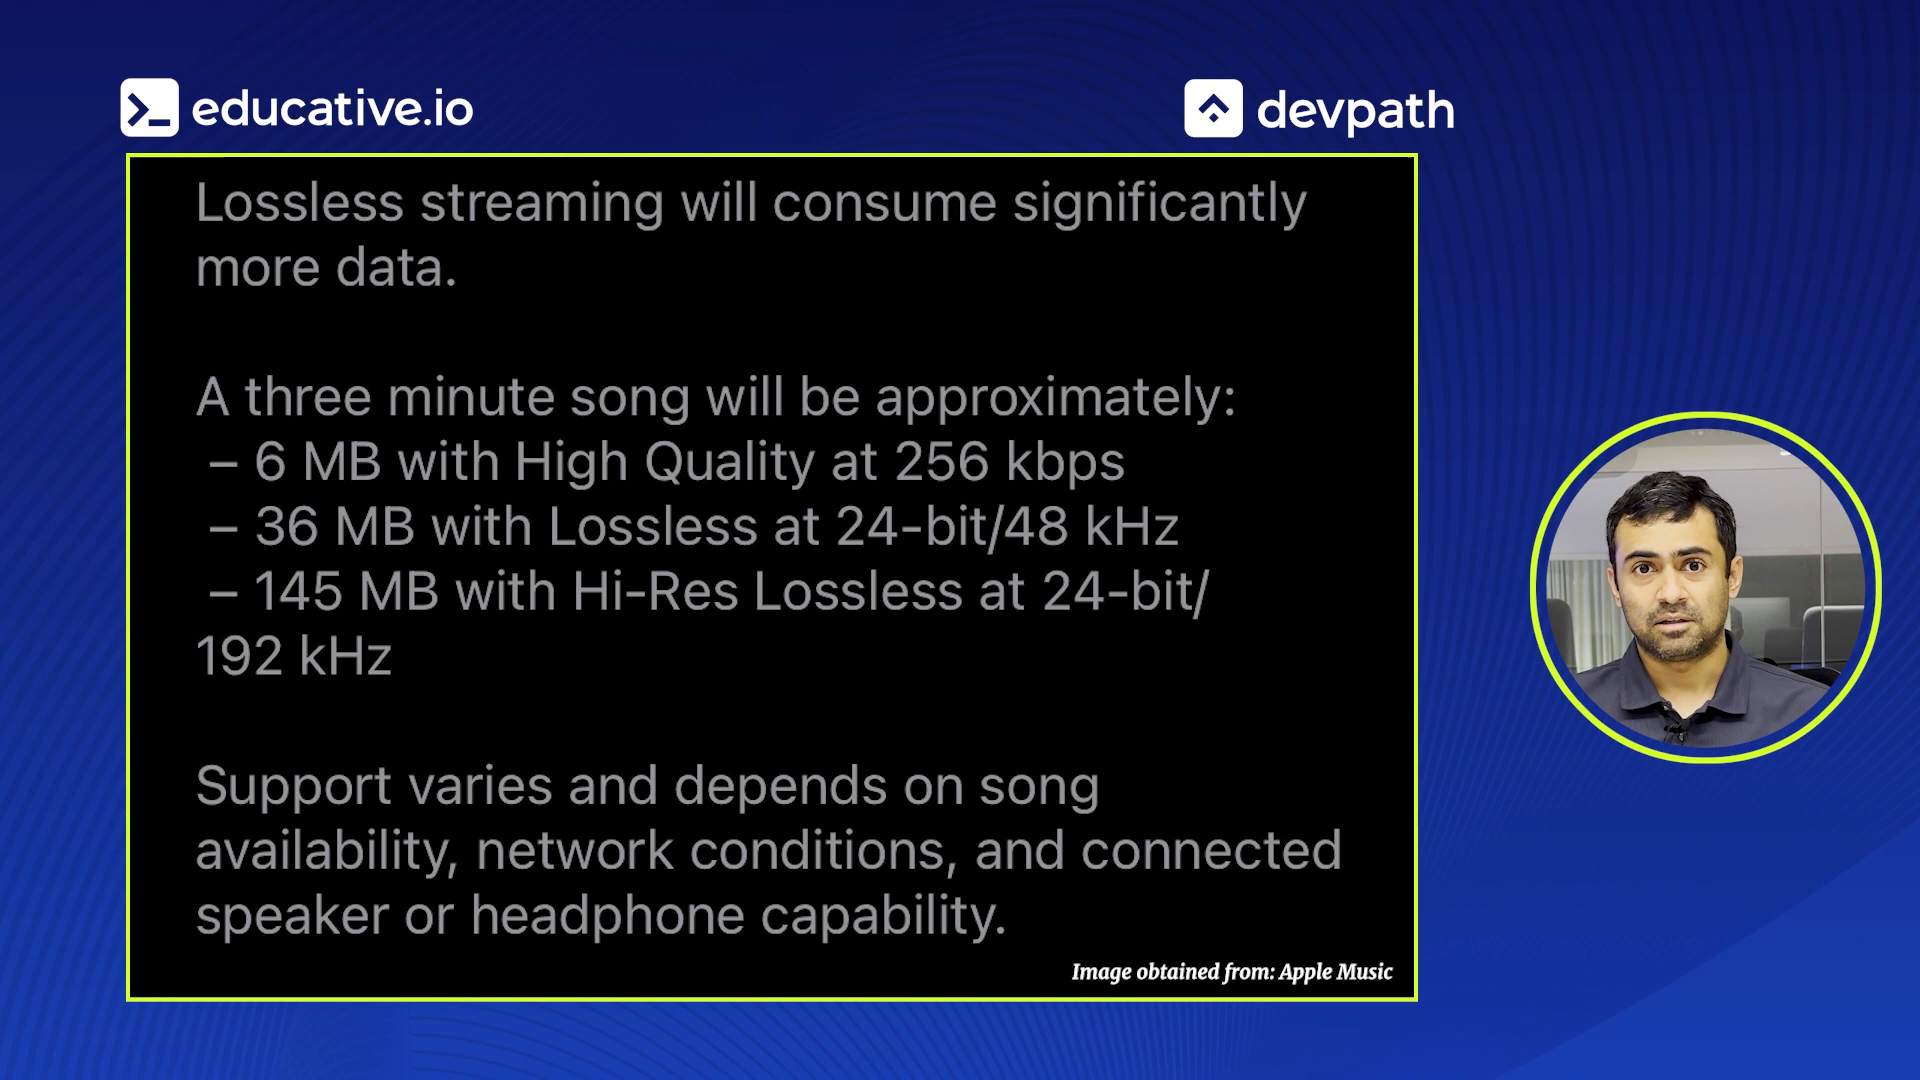 educative.io
devpath
Lossless streaming will consume significantly
more data.
A three minute song will be approximately:
– 6 MB with High Quality at 256 kbps
– 36 MB with Lossless at 24-bit/48 kHz
– 145 MB with Hi-Res Lossless at 24-bit/
192 kHz
Support varies and depends on song
availability, network conditions, and connected
speaker or headphone capability.
Image obtained from: Apple Music